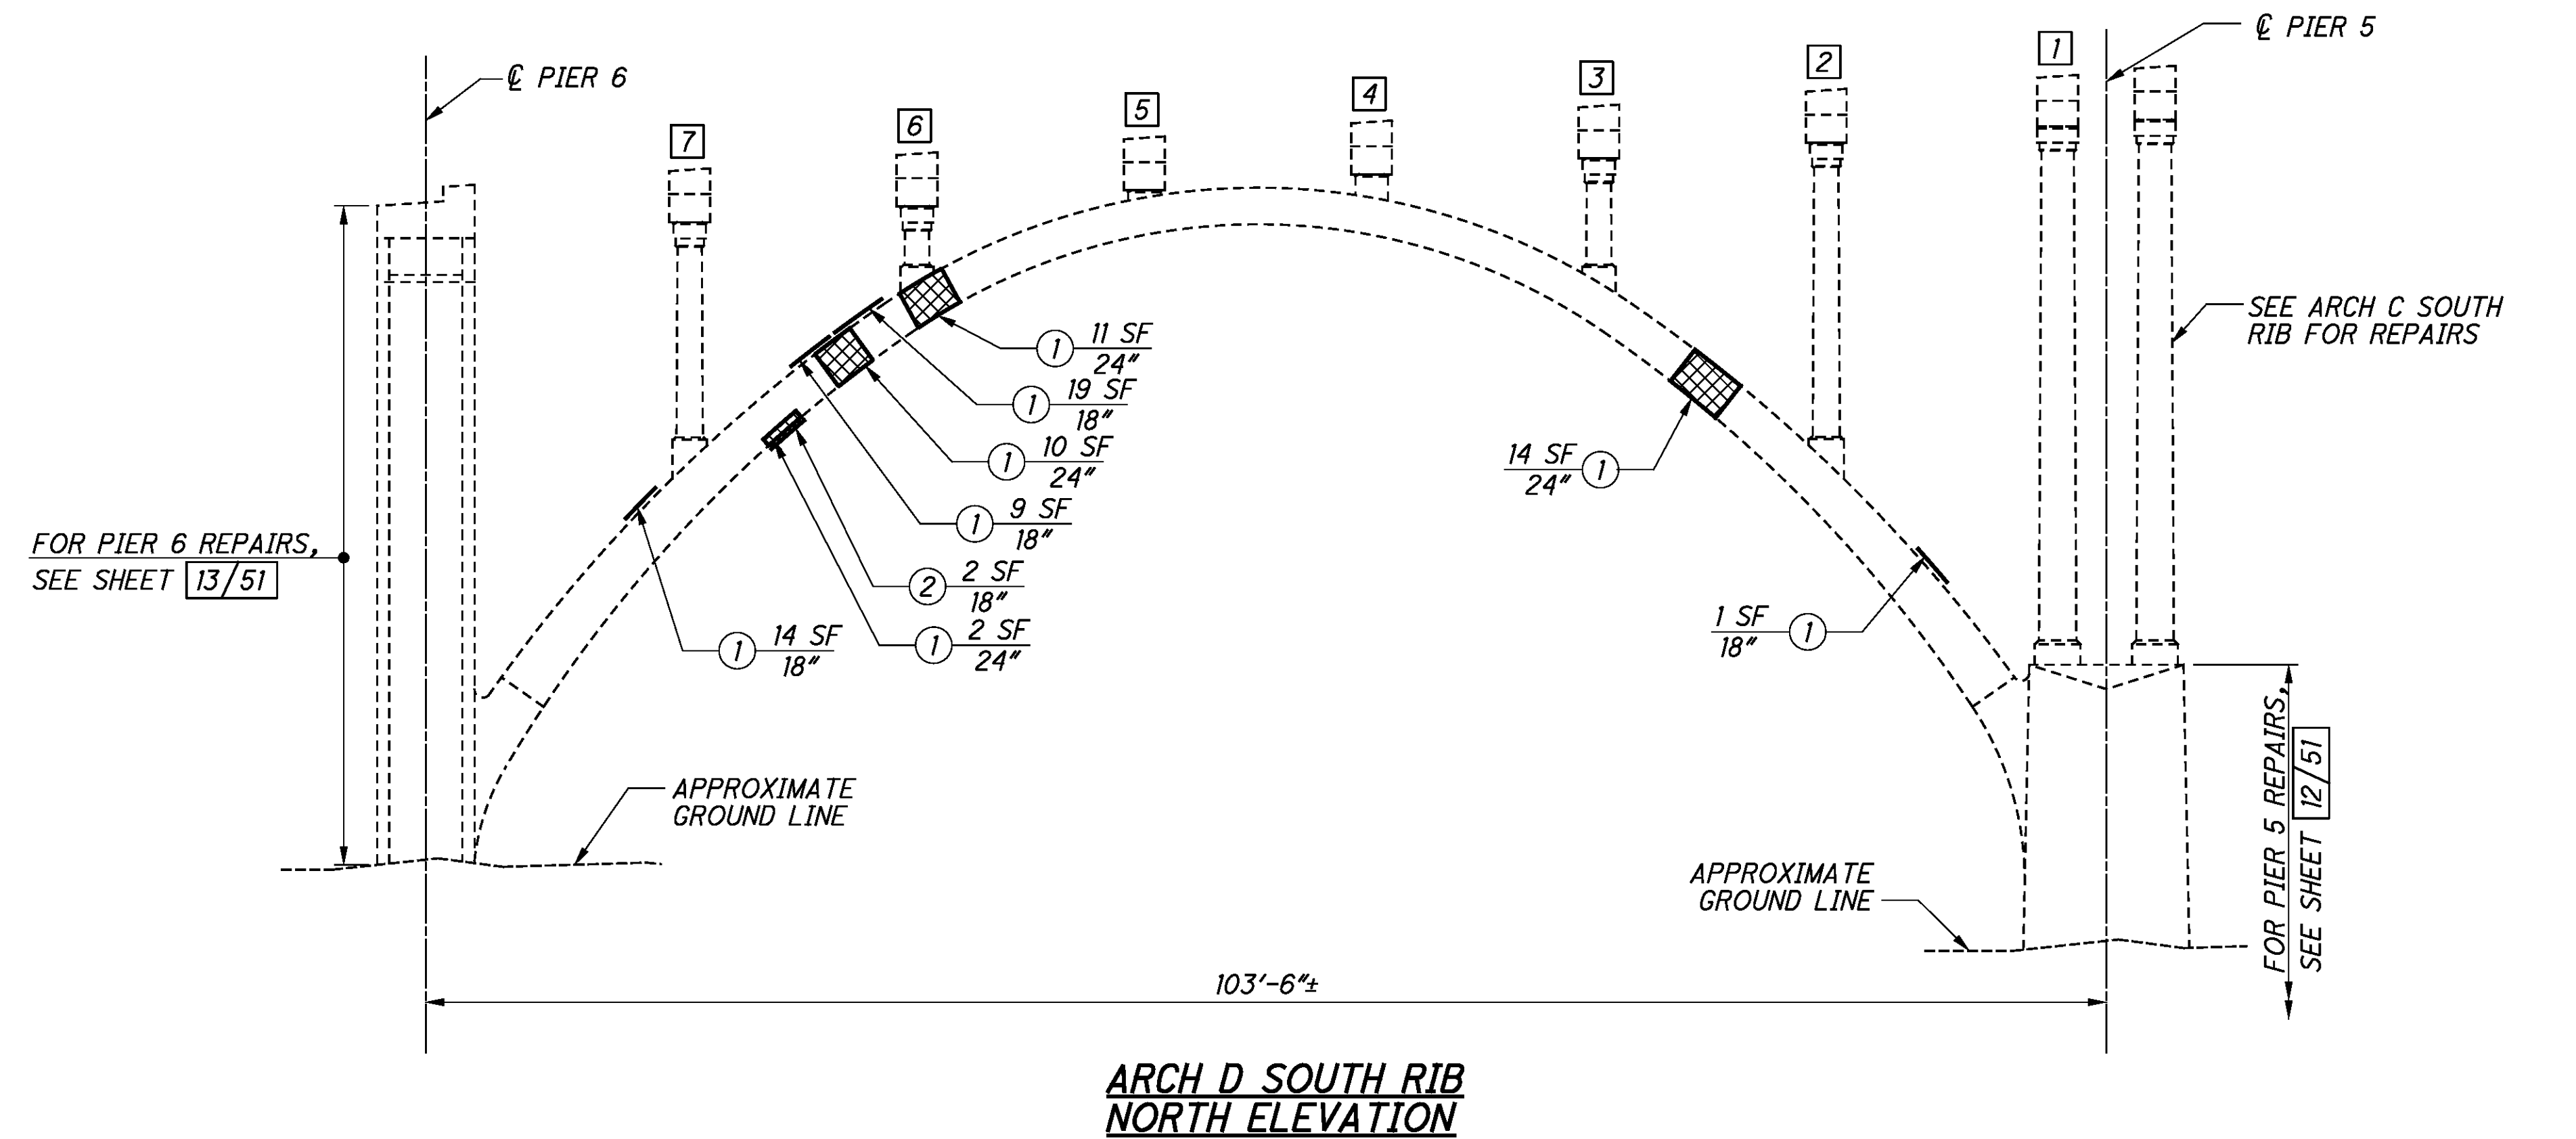 ℄ PIER 6
℄ PIER 5
7
6
5
4
3
2
1
SEE ARCH C SOUTH
RIB FOR REPAIRS
1 11 SF
24"
1 19 SF
18"
1 10 SF
24"
1 9 SF
18"
2 2 SF
18"
1 2 SF
24"
1 14 SF
18"
14 SF 1
24"
1 SF 1
18"
FOR PIER 6 REPAIRS,
SEE SHEET 13/51
APPROXIMATE
GROUND LINE
APPROXIMATE
GROUND LINE
FOR PIER 5 REPAIRS,
SEE SHEET 12/51
103'-6"±
ARCH D SOUTH RIB
NORTH ELEVATION